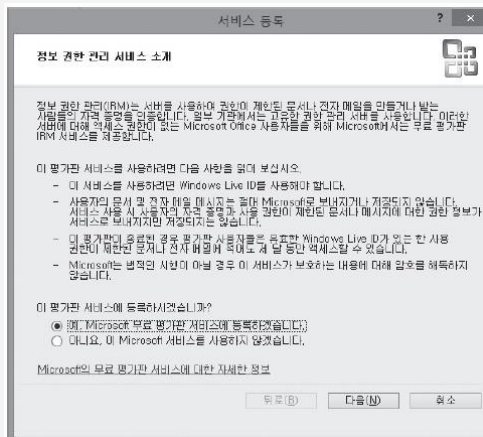 서비스 등록
?
×
정보 권한 관리 서비스 소개
정보 권한 관리(IRM)는 서버를 사용하여 권한이 제한된 문서나 전자 메일을 만들거나 받는
사람들의 자격 증명을 인증합니다. 일부 기관에서는 고유한 권한 관리 서버를 사용합니다. 이러한
서버에 대해 액세스 권한이 없는 Microsoft Office 사용자들을 위해 Microsoft에서는 무료 평가판
IRM 서비스를 제공합니다.
이 평가판 서비스를 사용하려면 다음 사항을 읽어 보십시오.
- 이 서비스를 사용하려면 Windows Live ID를 사용해야 합니다.
- 사용자의 문서 및 전자 메일 메시지는 절대 Microsoft로 보내지거나 저장되지 않습니다.
서비스 사용 시 사용자의 자격 증명과 사용 권한이 제한된 문서나 메시지에 대한 권한 정보가
서비스로 보내지지만 저장되지는 않습니다.
- 이 평가판이 종료된 경우 평가판 사용자들은 유효한 Windows Live ID가 있는 한 사용
권한이 제한된 문서나 전자 메일에 적어도 세 달 동안 액세스할 수 있습니다.
- Microsoft는 법적인 사항이 아닐 경우 이 서비스가 보호하는 내용에 대해 암호를 해독하지
않습니다.
이 평가판 서비스에 등록하시겠습니까?
예, Microsoft 무료 평가판 서비스에 등록하겠습니다.
아니요, 이 Microsoft 서비스를 사용하지 않겠습니다.
Microsoft의 무료 평가판 서비스에 대한 자세한 정보
뒤로(B) 다음(N) 취소